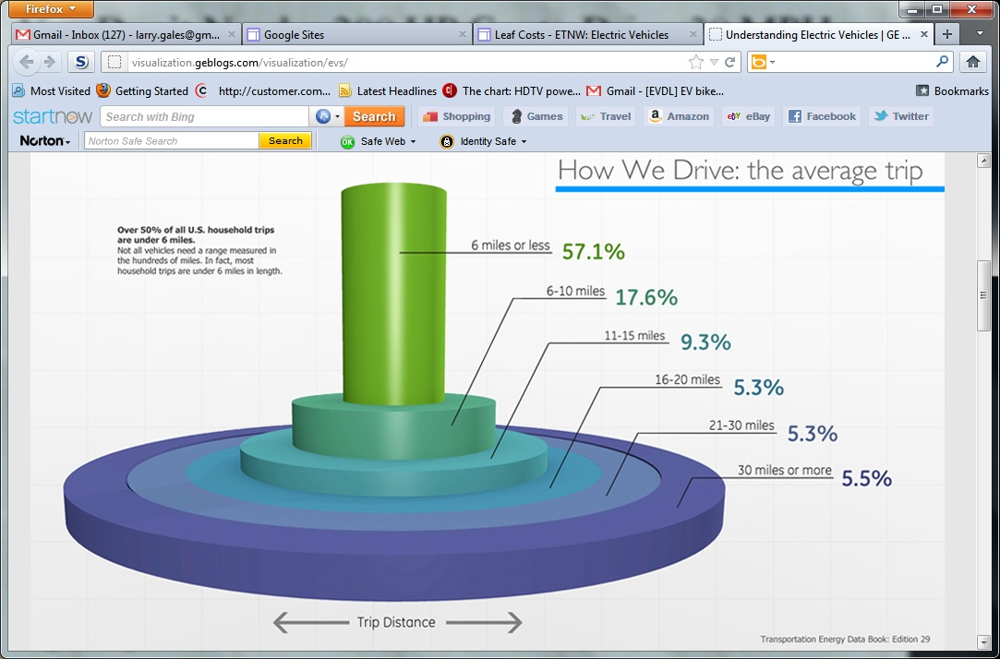 Firefox
Gmail - Inbox (127) - larry.gales@gm...
Google Sites
Leaf Costs - ETNW: Electric Vehicles
Understanding Electric Vehicles | GE ...
visualization.geblogs.com/visualization/evs/
Most Visited
Getting Started
http://customer.com...
Latest Headlines
The chart: HDTV powe...
Gmail - [EVDL] EV bike...
Bookmarks
startnow
Search with Bing
Search
Shopping
Games
Travel
Amazon
eBay
Facebook
Twitter
Norton
Norton Safe Search
Search
OK
Safe Web
Identity Safe
How We Drive: the average trip
Over 50% of all U.S. household trips
are under 6 miles.
Not all vehicles need a range measured in
the hundreds of miles. In fact, most
household trips are under 6 miles in length.
6 miles or less 57.1%
6-10 miles 17.6%
11-15 miles 9.3%
16-20 miles 5.3%
21-30 miles 5.3%
30 miles or more 5.5%
Trip Distance
Transportation Energy Data Book: Edition 29